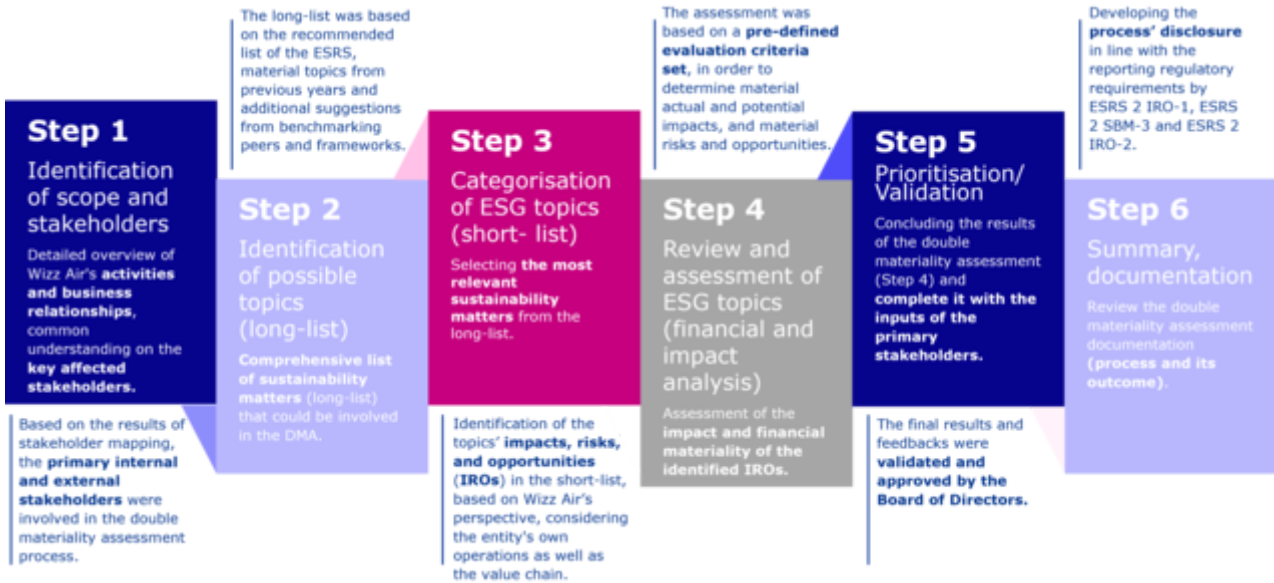 Step 1
Identification
of scope and
stakeholders
Detailed overview of
Wizz Air's activities
and business
relationships,
common
understanding on the
key affected
stakeholders.
Based on the results of
stakeholder mapping,
the primary internal
and external
stakeholders were
involved in the double
materiality assessment
process.
The long-list was based
on the recommended
list of the ESRS,
material topics from
previous years and
additional suggestions
from benchmarking
peers and frameworks.
Step 2
Identification
of possible
topics
(long-list)
Comprehensive list
of sustainability
matters (long-list)
that could be involved
in the DMA.
Step 3
Categorisation
of ESG topics
(short- list)
Selecting the most
relevant
sustainability
matters from the
long-list.
Identification of the
topics' impacts, risks,
and opportunities
(IROs) in the short-list,
based on Wizz Air's
perspective, considering
the entity's own
operations as well as
the value chain.
The assessment was
based on a pre-defined
evaluation criteria
set, in order to
determine material
actual and potential
impacts, and material
risks and opportunities.
Step 4
Review and
assessment of
ESG topics
(financial and
impact
analysis)
Assessment of the
impact and financial
materiality of the
identified IROs.
Step 5
Prioritisation/
Validation
Concluding the results
of the double
materiality assessment
(Step 4) and
complete it with the
inputs of the
primary
stakeholders.
The final results and
feedbacks were
validated and
approved by the
Board of Directors.
Developing the
process' disclosure
in line with the
reporting regulatory
requirements by
ESRS 2 IRO-1, ESRS
2 SBM-3 and ESRS 2
IRO-2.
Step 6
Summary,
documentation
Review the double
materiality assessment
documentation
(process and its
outcome).